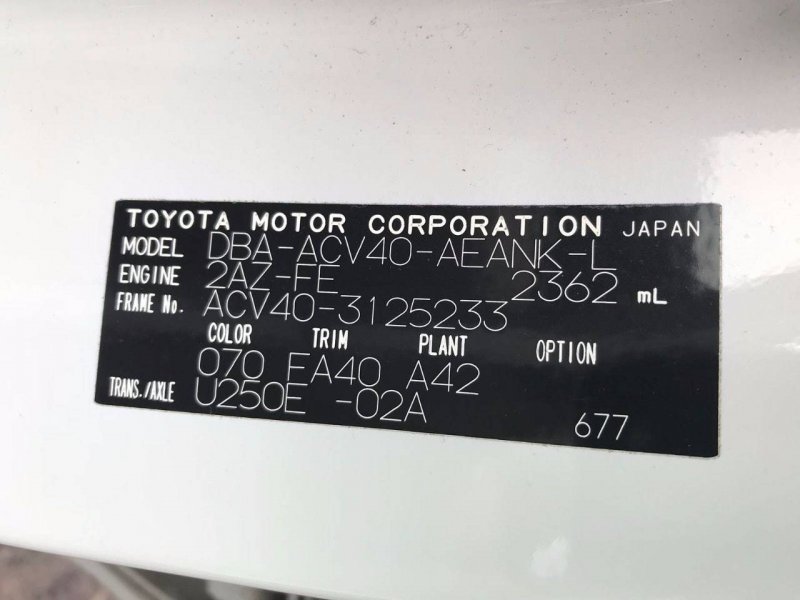 TOYOTA MOTOR CORPORATION JAPAN
MODEL DBA-ACV40-AEANK-L
ENGINE 2AZ-FE 2362 mL
FRAME No. ACV40-3125233
COLOR TRIM PLANT OPTION
070 FA40 A42
TRANS./AXLE U250E -02A
677